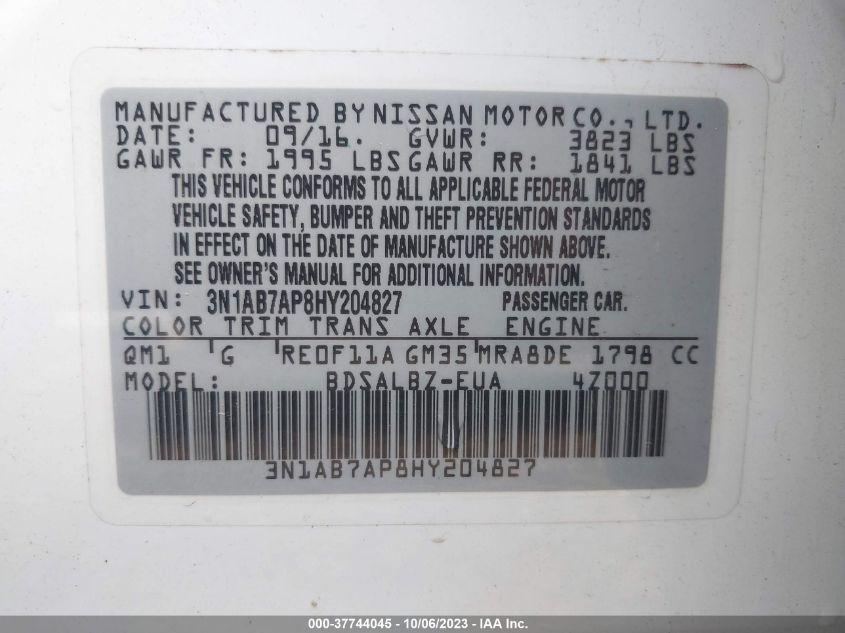 MANUFACTURED BY NISSAN MOTOR CO., LTD.
DATE: 09/16. GVWR: 3823 LBS
GAWR FR: 1995 LBS GAWR RR: 1841 LBS
THIS VEHICLE CONFORMS TO ALL APPLICABLE FEDERAL MOTOR
VEHICLE SAFETY, BUMPER AND THEFT PREVENTION STANDARDS
IN EFFECT ON THE DATE OF MANUFACTURE SHOWN ABOVE.
SEE OWNER'S MANUAL FOR ADDITIONAL INFORMATION.
VIN: 3N1AB7AP8HY204827 PASSENGER CAR.
COLOR TRIM TRANS AXLE ENGINE
QM1 G RE0F11A GM35 MRA8DE 1798 CC
MODEL: BDSALBZ-EUA 4Z000
3N1AB7AP8HY204827
000-37744045 - 10/06/2023 - IAA Inc.